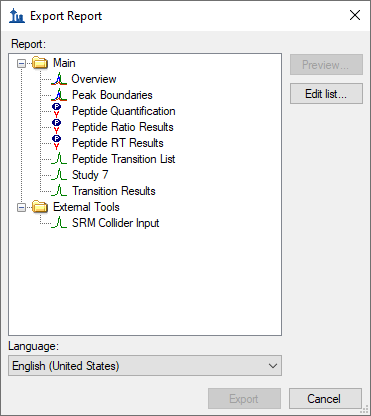 Export Report
Report:
Preview...
Main
Overview
Edit list...
Peak Boundaries
Peptide Quantification
Peptide Ratio Results
Peptide RT Results
Peptide Transition List
Study 7
Transition Results
External Tools
SRM Collider Input
Language:
English (United States)
Export
Cancel